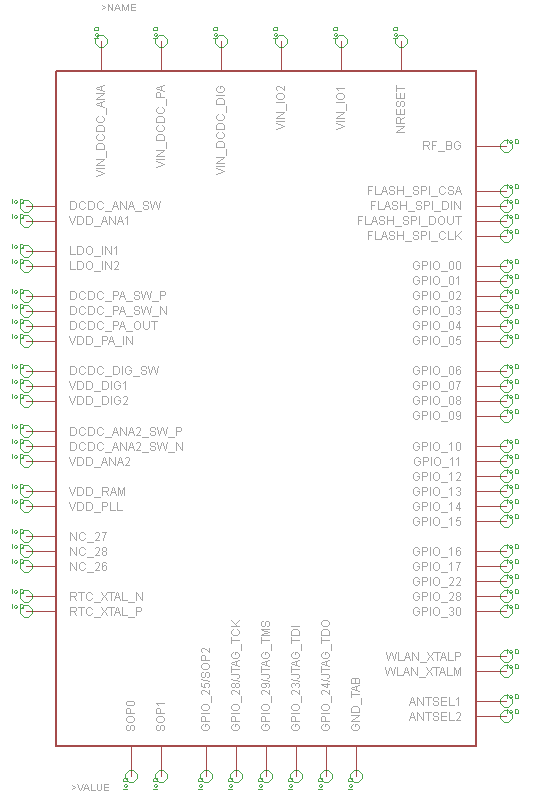 >NAME
VIN_DCDC_ANA
VIN_DCDC_PA
VIN_DCDC_DIG
VIN_IO2
VIN_IO1
NRESET
RF_BG
DCDC_ANA_SW
VDD_ANA1
LDO_IN1
LDO_IN2
DCDC_PA_SW_P
DCDC_PA_SW_N
DCDC_PA_OUT
VDD_PA_IN
DCDC_DIG_SW
VDD_DIG1
VDD_DIG2
DCDC_ANA2_SW_P
DCDC_ANA2_SW_N
VDD_ANA2
VDD_RAM
VDD_PLL
NC_27
NC_28
NC_26
RTC_XTAL_N
RTC_XTAL_P
FLASH_SPI_CSA
FLASH_SPI_DIN
FLASH_SPI_DOUT
FLASH_SPI_CLK
GPIO_00
GPIO_01
GPIO_02
GPIO_03
GPIO_04
GPIO_05
GPIO_06
GPIO_07
GPIO_08
GPIO_09
GPIO_10
GPIO_11
GPIO_12
GPIO_13
GPIO_14
GPIO_15
GPIO_16
GPIO_17
GPIO_22
GPIO_28
GPIO_30
WLAN_XTALP
WLAN_XTALM
ANTSEL1
ANTSEL2
SOP0
SOP1
GPIO_25/SOP2
GPIO_28/JTAG_TCK
GPIO_29/JTAG_TMS
GPIO_23/JTAG_TDI
GPIO_24/JTAG_TDO
GND_TAB
>VALUE